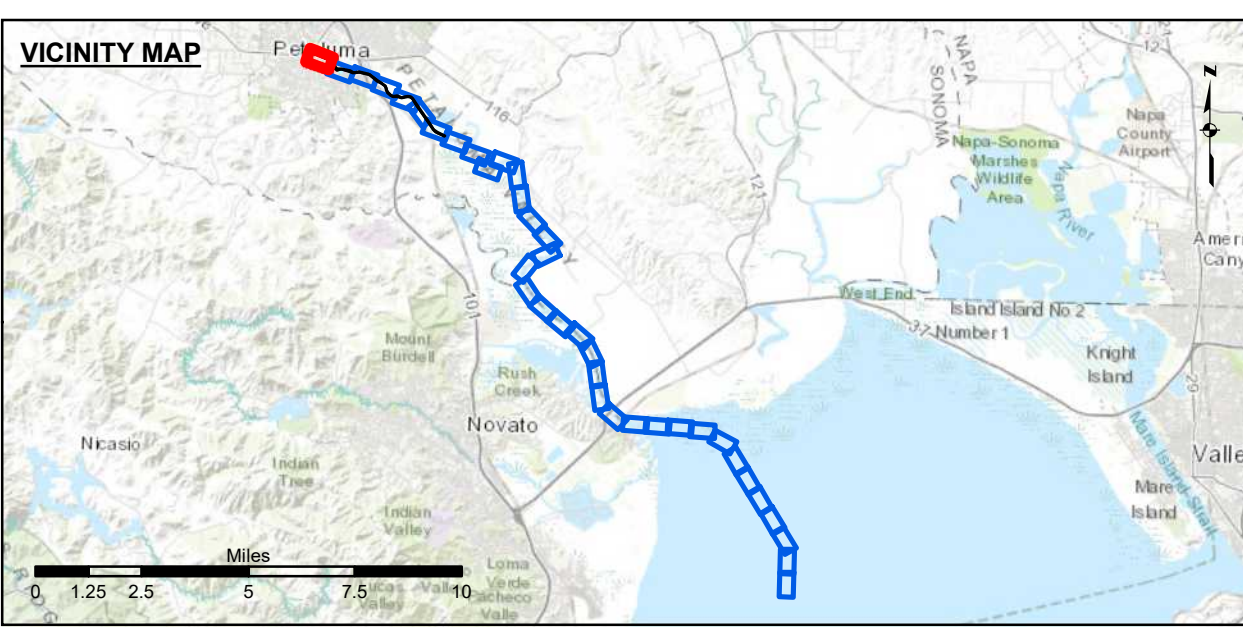 VICINITY MAP
Petaluma
12
116
NAPA
SONOMA
Z
Napa
County
Airport
Napa-Sonoma
Marshes
Wildlife
Area
Napa River
121
Ameri
Cany
101
West End
Island Island No 2
37
Number 1
Mount
Burdell
Knight
Island
Rush
Creek
29
Novato
Nicasio
Mare Island Strait
Valle
Indian
Tree
Mare
Island
Indian
Valley
Miles
0 1.25 2.5 5 7.5 10
Loma
Verde
Pacheco
Valle
Lucas Valley